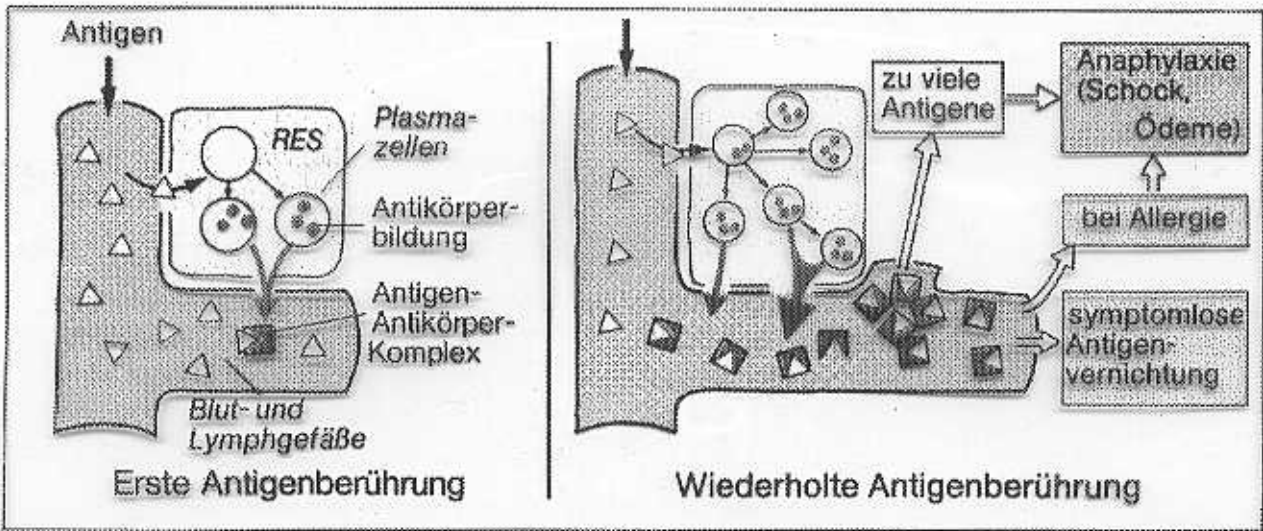 Antigen
RES
Plasma-
zellen
Antikörper-
bildung
Antigen-
Antikörper-
Komplex
Blut- und
Lymphgefäße
Erste Antigenberührung
zu viele
Antigene
Anaphylaxie
(Schock,
Ödeme)
bei Allergie
symptomlose
Antigen-
vernichtung
Wiederholte Antigenberührung